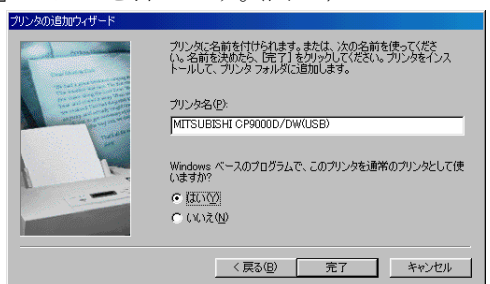 プリンタの追加ウィザード
プリンタに名前を付けられます。または、次の名前を使ってくださ
い。名前を決めたら、[完了] をクリックしてください。プリンタをインス
トールして、プリンタ フォルダに追加します。
プリンタ名(P):
MITSUBISHI CP9000D/DW(USB)
Windows ベースのプログラムで、このプリンタを通常のプリンタとして使
いますか?
はい(Y)
いいえ(N)
< 戻る(B)
完了
キャンセル